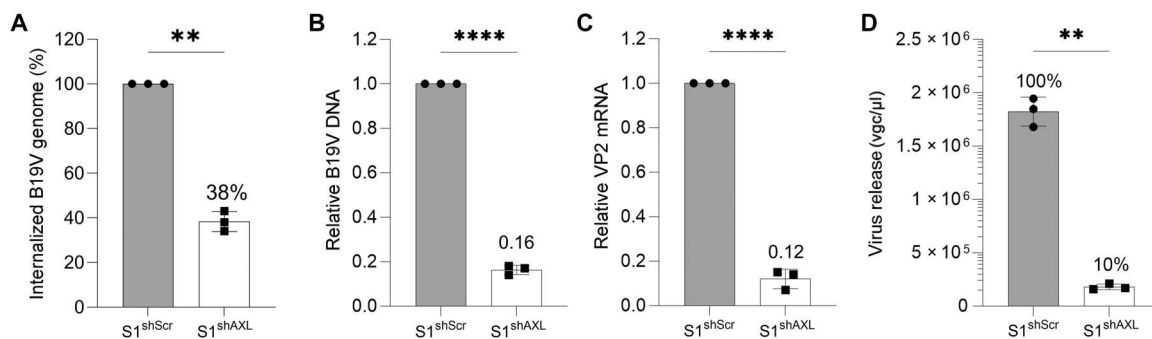 A
Internalized B19V genome (%)
120
100
80
60
40
20
0
**
38%
S1shScr
S1shAXL
B
Relative B19V DNA
1.2
1.0
0.8
0.6
0.4
0.2
0.0
****
0.16
S1shScr
S1shAXL
C
Relative VP2 mRNA
1.2
1.0
0.8
0.6
0.4
0.2
0.0
****
0.12
S1shScr
S1shAXL
D
Virus release (vgc/µl)
2.5 × 10⁶
2 × 10⁶
1.5 × 10⁶
1 × 10⁶
5 × 10⁵
0
**
100%
10%
S1shScr
S1shAXL